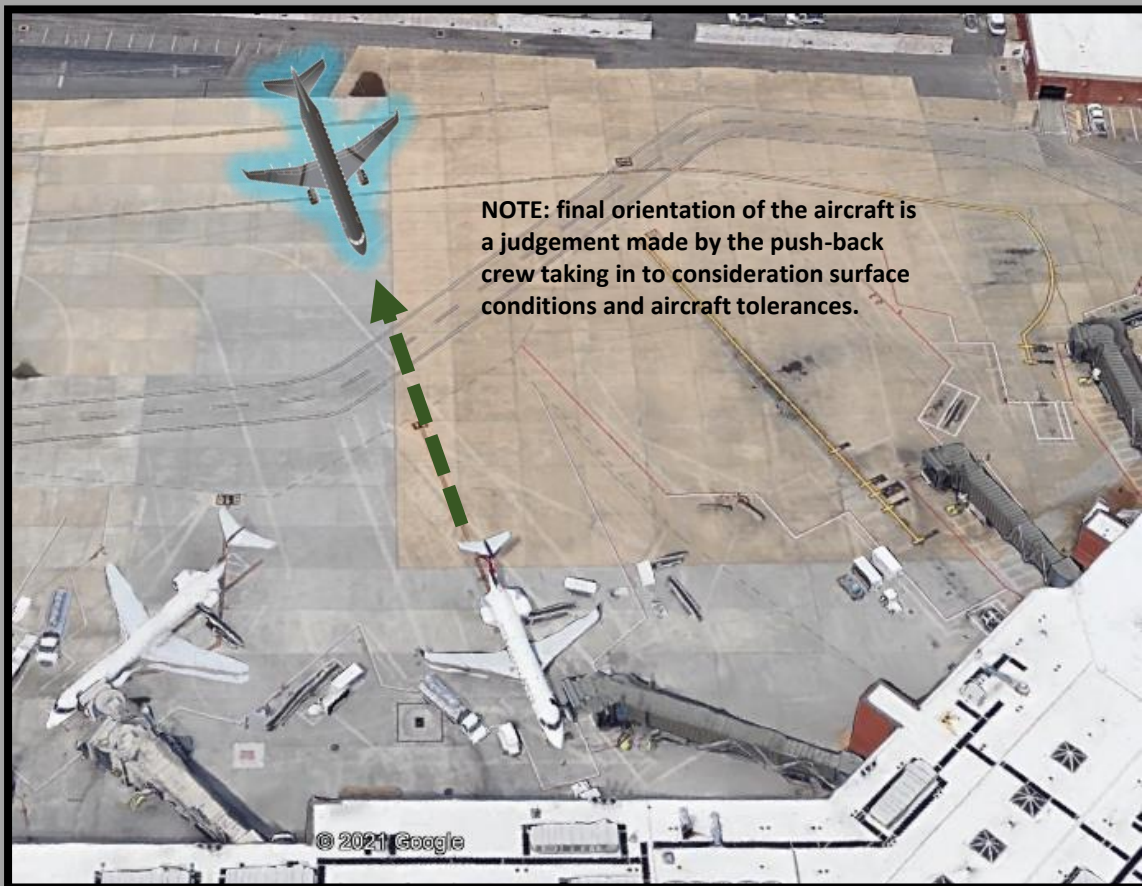 NOTE: final orientation of the aircraft is
a judgement made by the push-back
crew taking in to consideration surface
conditions and aircraft tolerances.
© 2021 Google